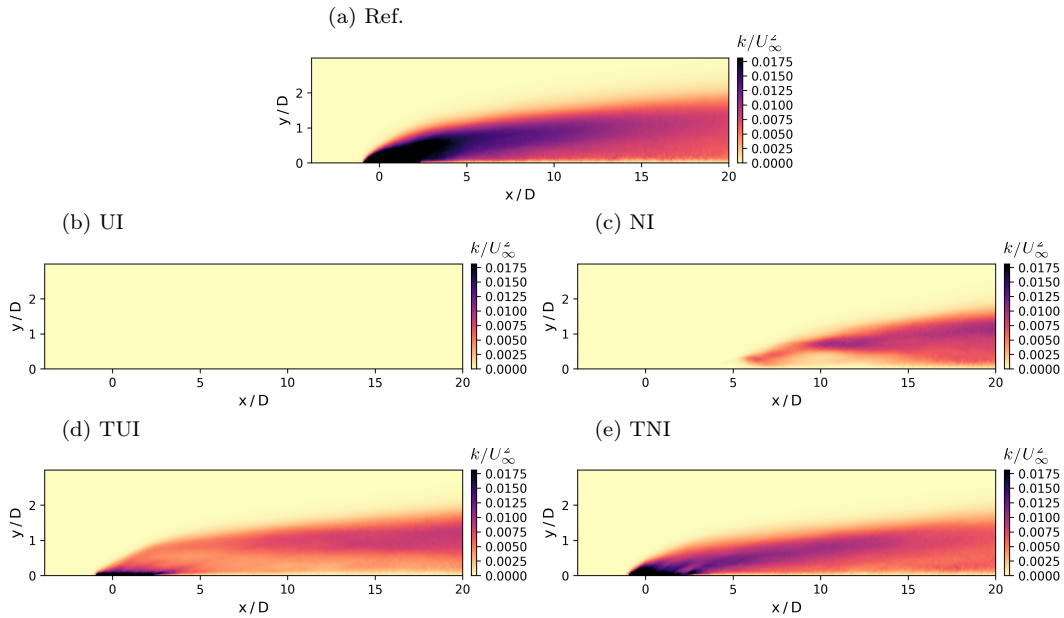 (a) Ref.
k/U∞²
0.0175
0.0150
0.0125
0.0100
0.0075
0.0050
0.0025
0.0000
y / D
2
1
0
0 5 10 15 20
x / D
(b) UI
k/U∞²
0.0175
0.0150
0.0125
0.0100
0.0075
0.0050
0.0025
0.0000
y / D
2
1
0
0 5 10 15 20
x / D
(c) NI
k/U∞²
0.0175
0.0150
0.0125
0.0100
0.0075
0.0050
0.0025
0.0000
y / D
2
1
0
0 5 10 15 20
x / D
(d) TUI
k/U∞²
0.0175
0.0150
0.0125
0.0100
0.0075
0.0050
0.0025
0.0000
y / D
2
1
0
0 5 10 15 20
x / D
(e) TNI
k/U∞²
0.0175
0.0150
0.0125
0.0100
0.0075
0.0050
0.0025
0.0000
y / D
2
1
0
0 5 10 15 20
x / D